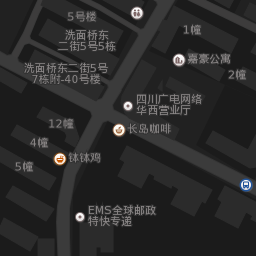 5号楼
1幢
洗面桥东
二街5号5栋
嘉豪公寓
洗面桥东二街5号
7栋附-40号楼
2幢
四川广电网络
华西营业厅
12幢
长岛咖啡
4幢
钵钵鸡
5幢
EMS全球邮政
特快专递